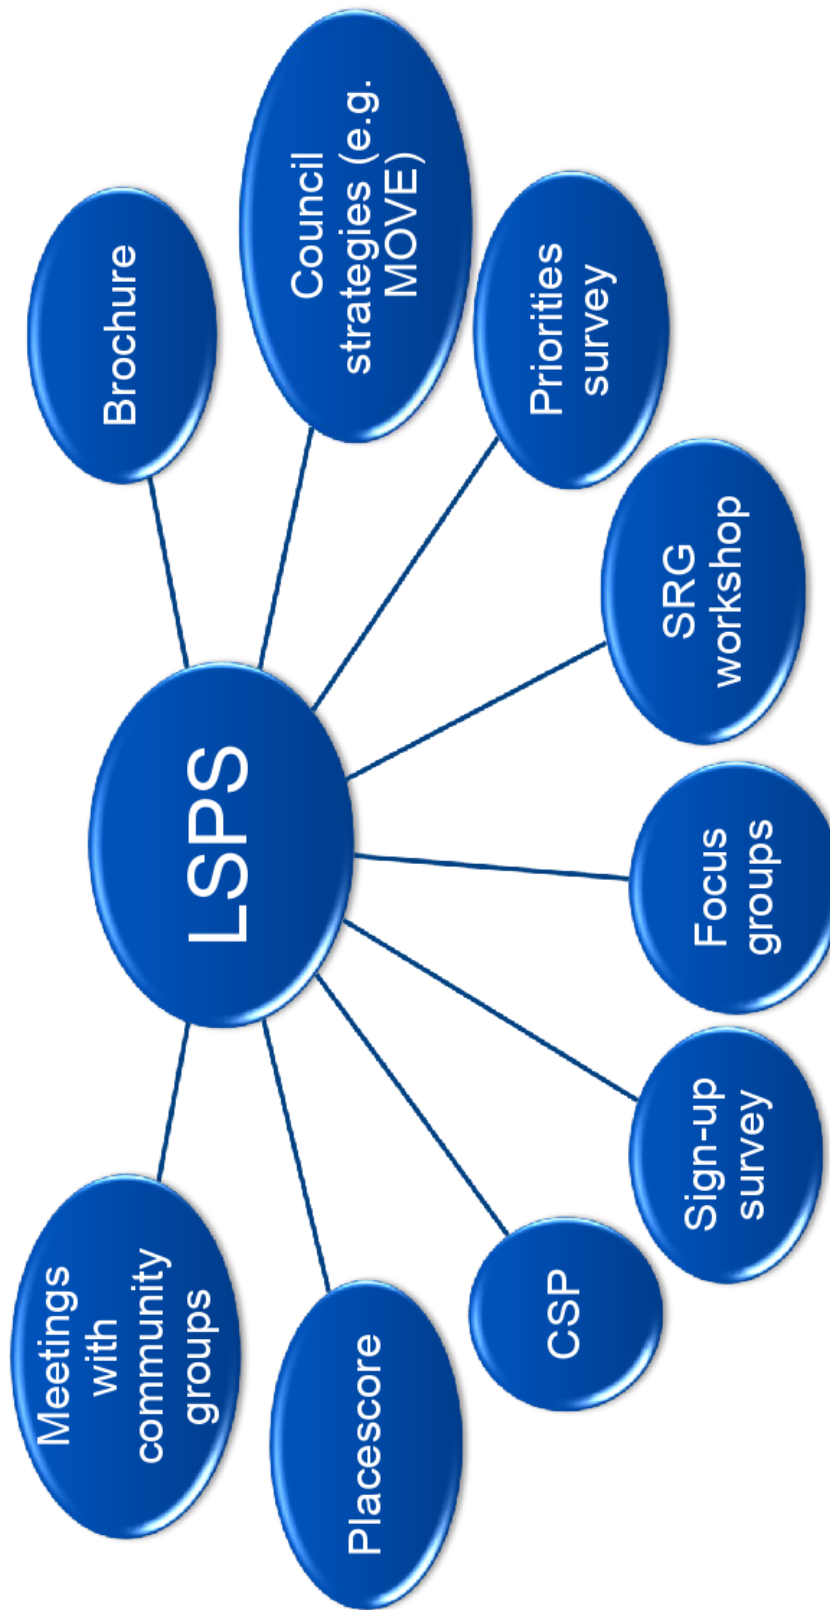 LSPS
Meetings
with
community
groups
Placescore
CSP
Sign-up
survey
Focus
groups
SRG
workshop
Priorities
survey
Council
strategies (e.g.
MOVE)
Brochure